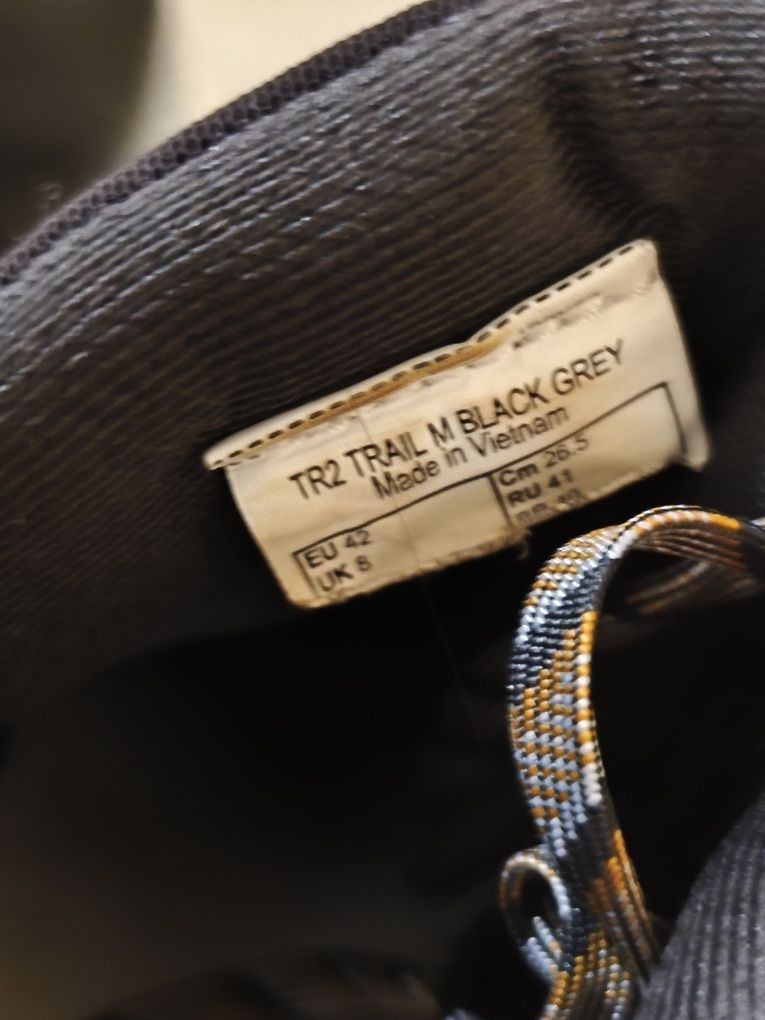 TR2 TRAIL M BLACK GREY
Made in Vietnam
EU 42
UK 8
Cm 26.5
RU 41